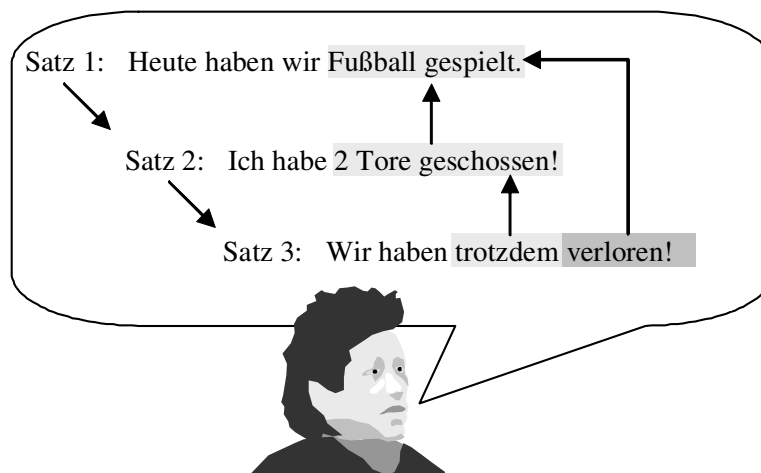 Satz 1: Heute haben wir Fußball gespielt.
Satz 2: Ich habe 2 Tore geschossen!
Satz 3: Wir haben trotzdem verloren!